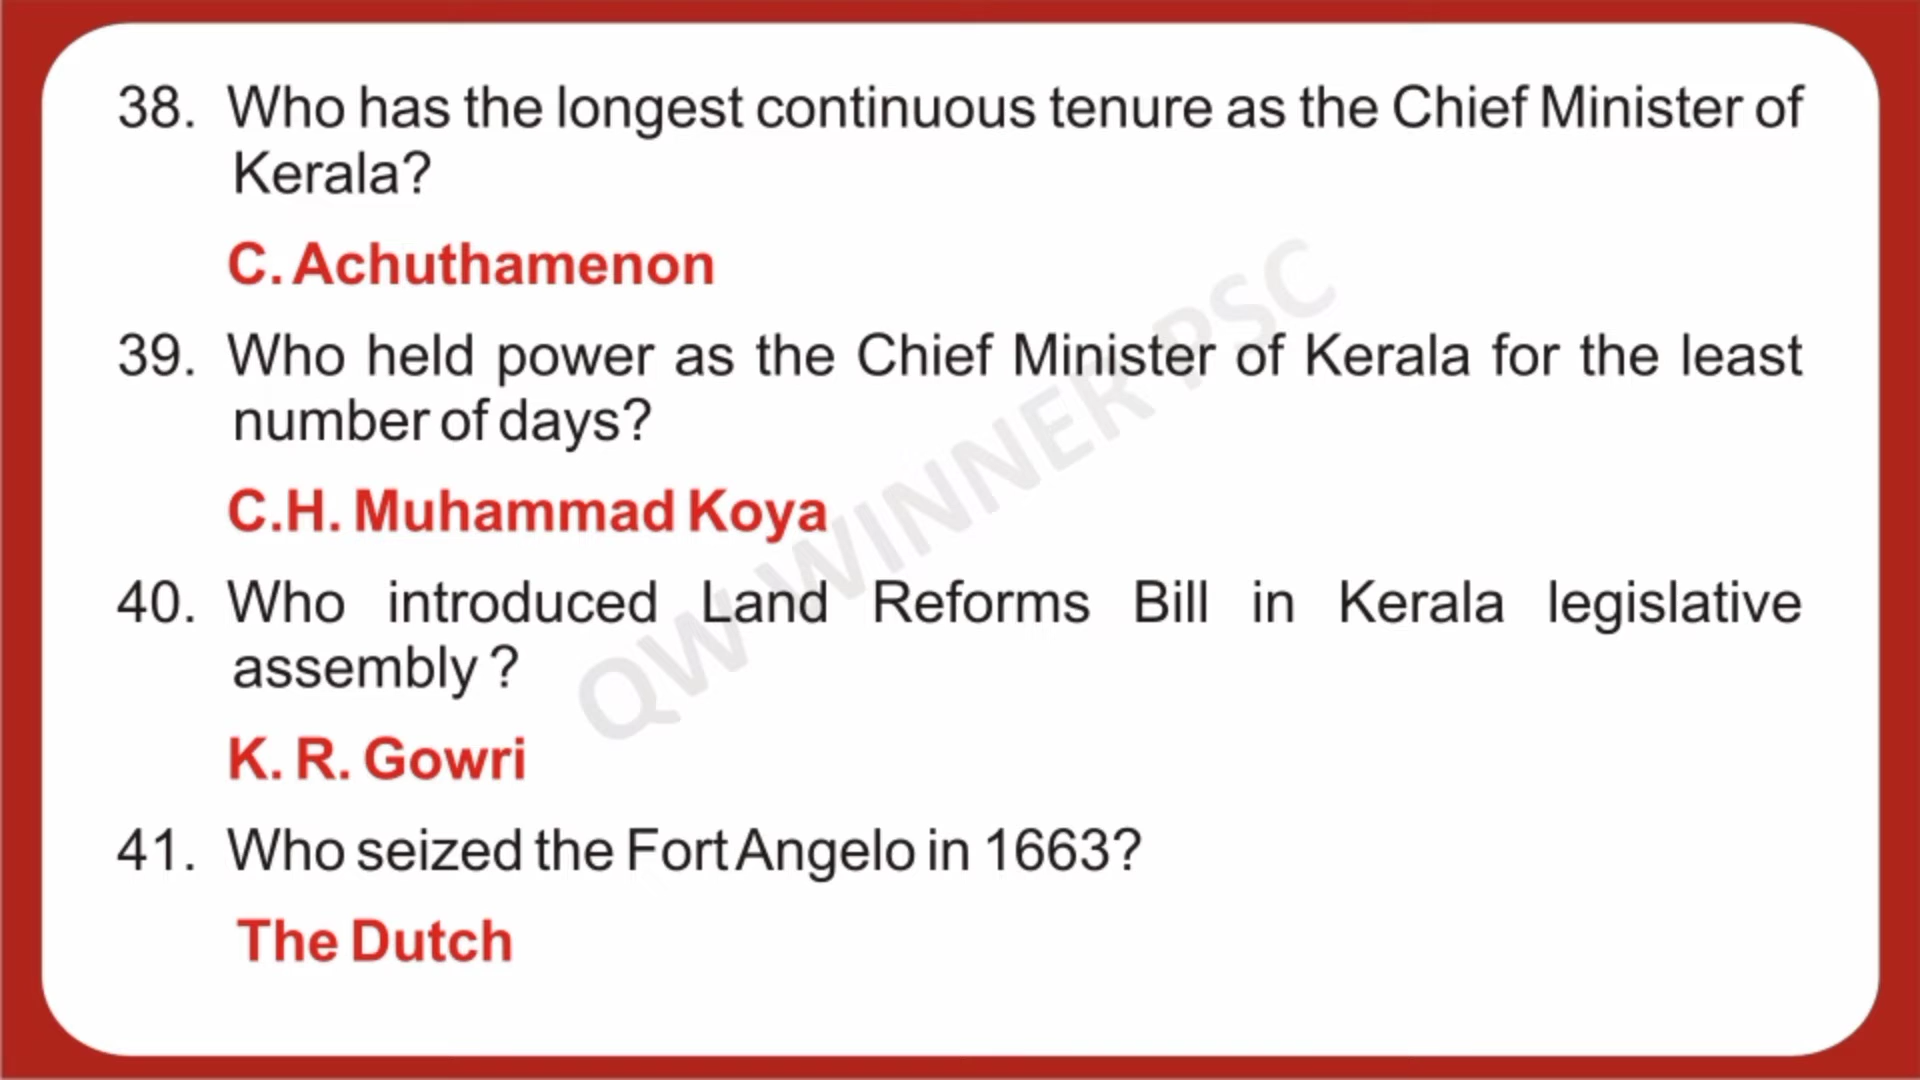 38. Who has the longest continuous tenure as the Chief Minister of
Kerala?
C. Achuthamenon
39. Who held power as the Chief Minister of Kerala for the least
number of days?
C.H. Muhammad Koya
40. Who introduced Land Reforms Bill in Kerala legislative
assembly ?
K. R. Gowri
41. Who seized the Fort Angelo in 1663?
The Dutch
QW WINNER PSC